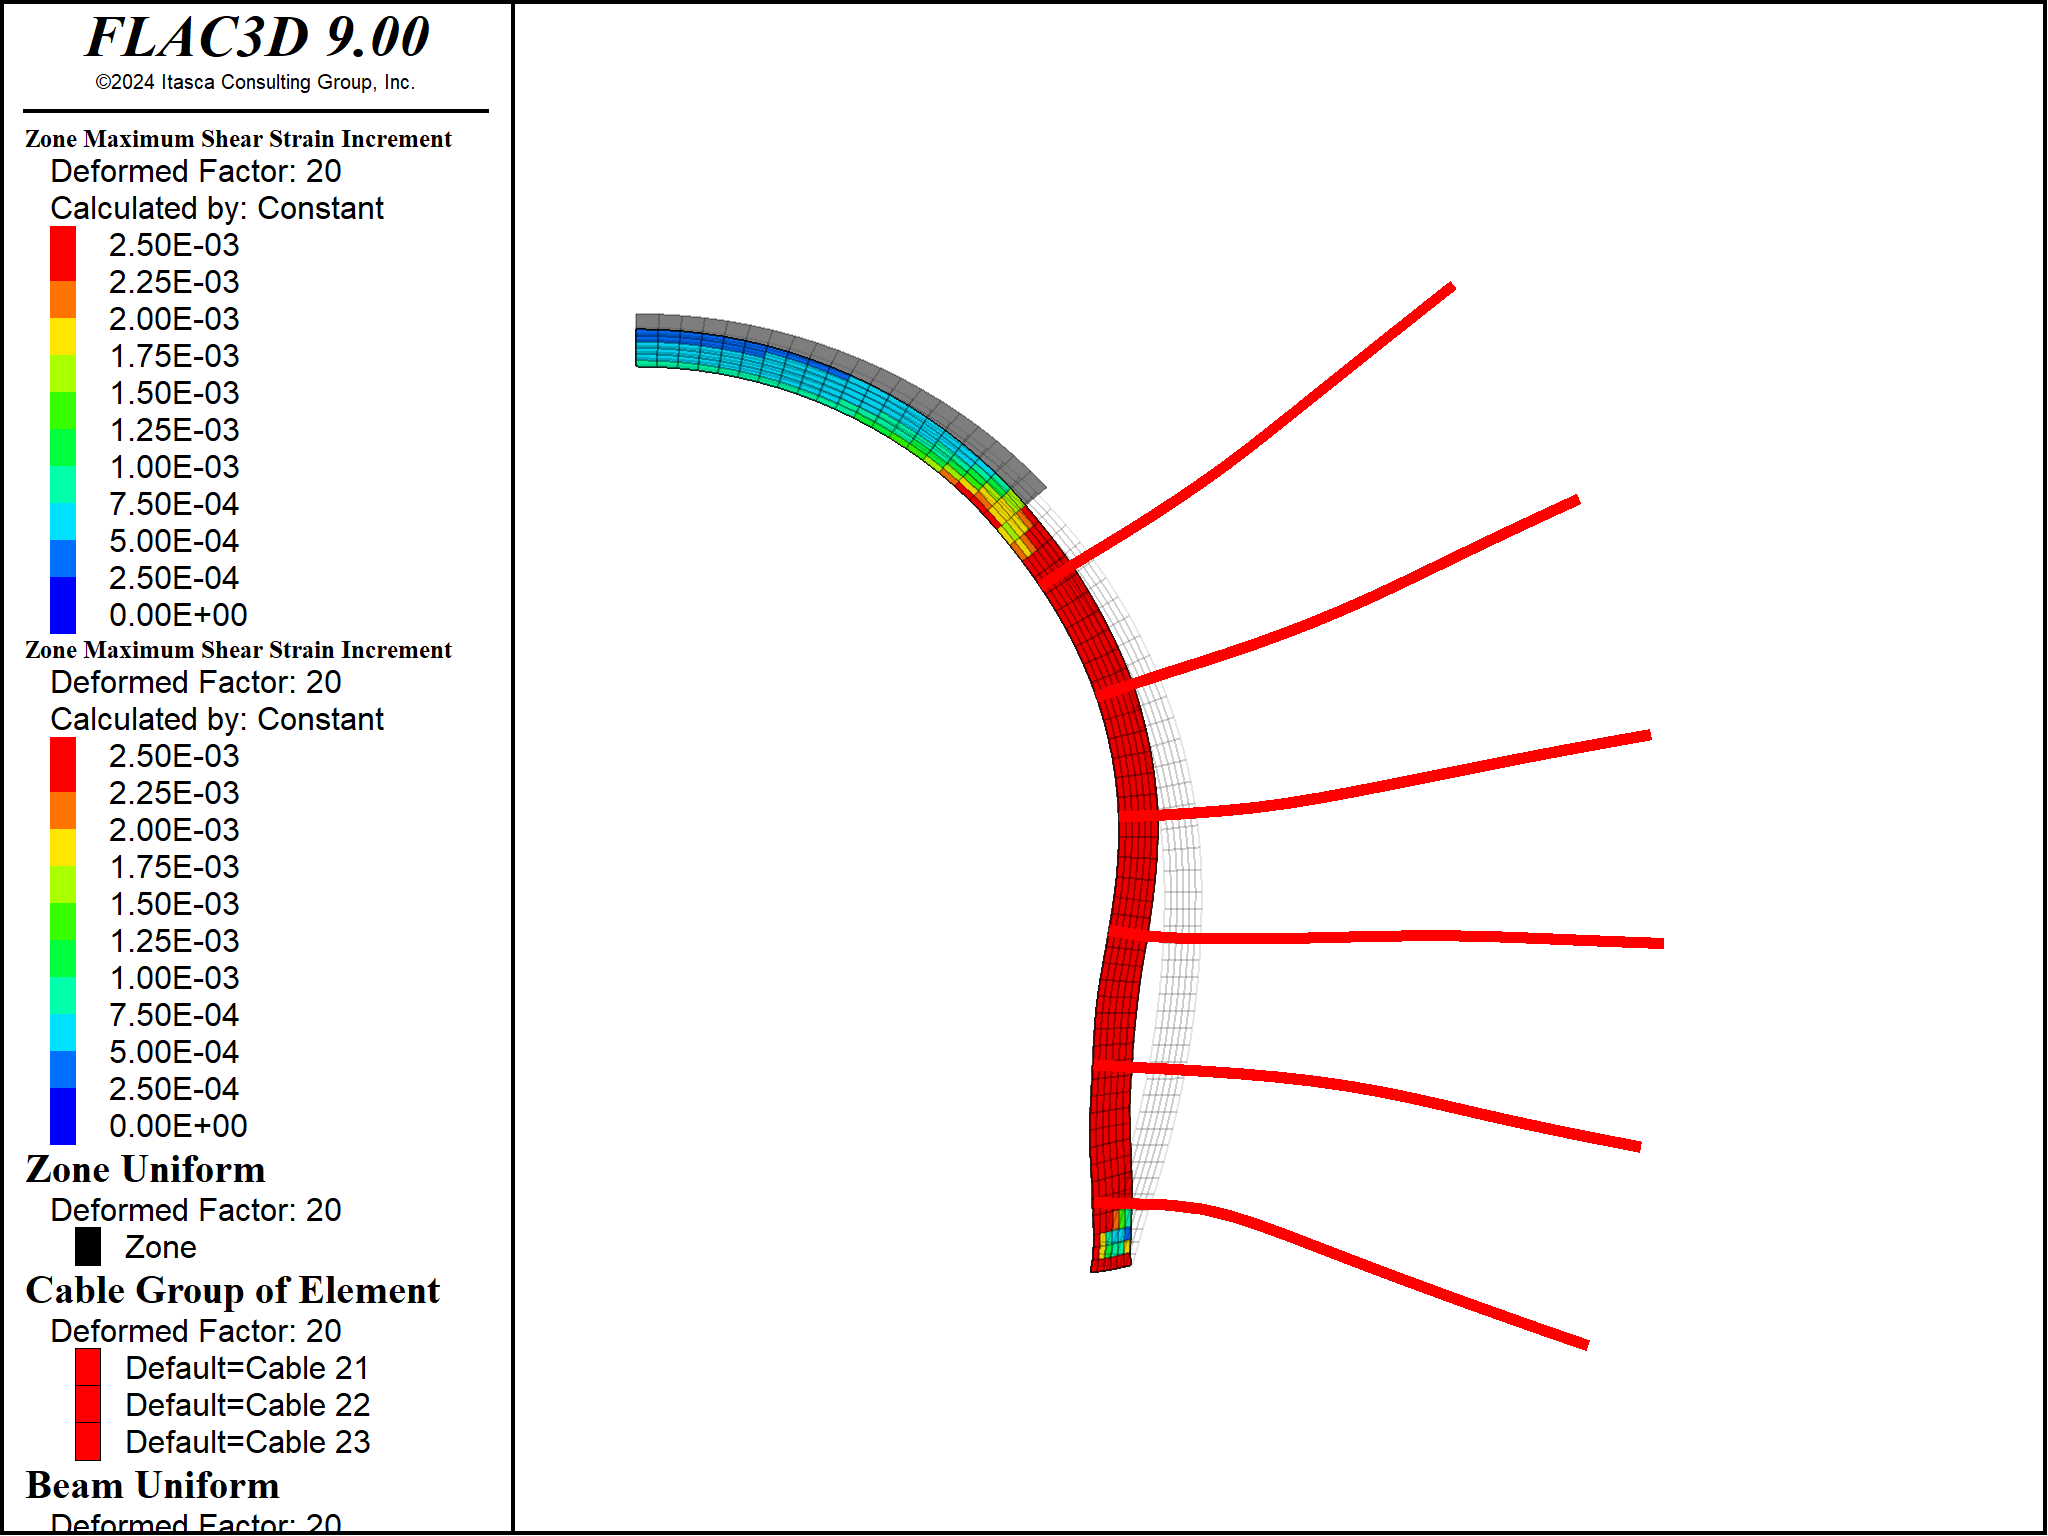 FLAC3D 9.00
©2024 Itasca Consulting Group, Inc.
Zone Maximum Shear Strain Increment
Deformed Factor: 20
Calculated by: Constant
2.50E-03
2.25E-03
2.00E-03
1.75E-03
1.50E-03
1.25E-03
1.00E-03
7.50E-04
5.00E-04
2.50E-04
0.00E+00
Zone Maximum Shear Strain Increment
Deformed Factor: 20
Calculated by: Constant
2.50E-03
2.25E-03
2.00E-03
1.75E-03
1.50E-03
1.25E-03
1.00E-03
7.50E-04
5.00E-04
2.50E-04
0.00E+00
Zone Uniform
Deformed Factor: 20
Zone
Cable Group of Element
Deformed Factor: 20
Default=Cable 21
Default=Cable 22
Default=Cable 23
Beam Uniform
Deformed Factor: 20